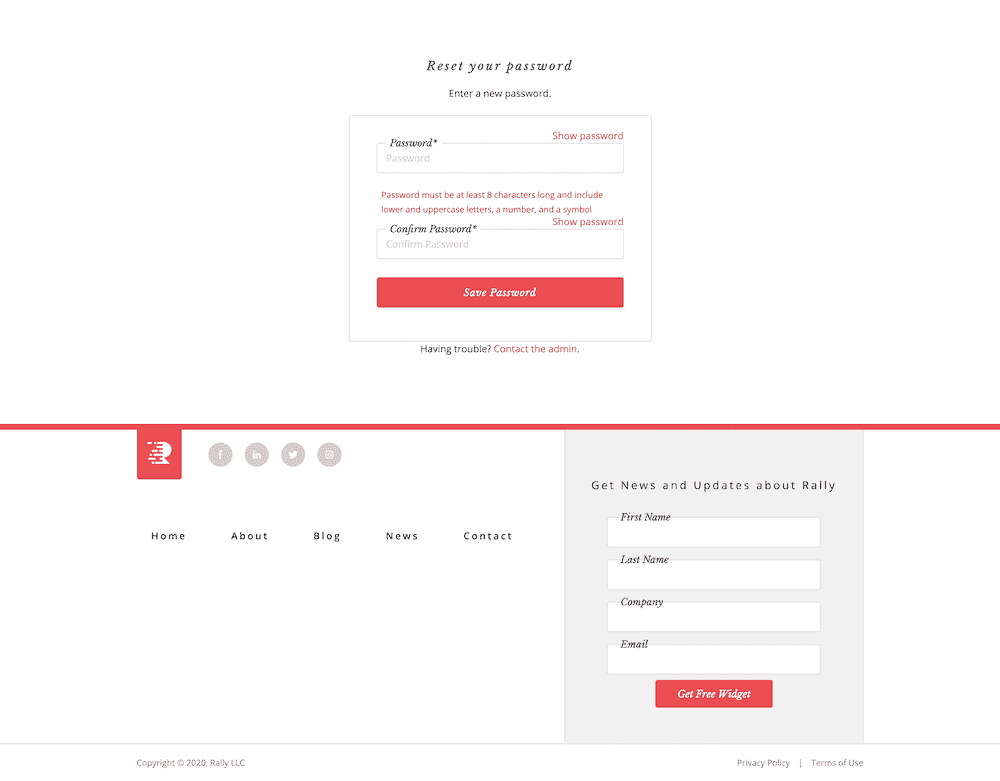 Reset your password
Enter a new password.
Show password
Password*
Password
Password must be at least 8 characters long and include
lower and uppercase letters, a number, and a symbol
Show password
Confirm Password*
Confirm Password
Save Password
Having trouble? Contact the admin.
Home About Blog News Contact
Get News and Updates about Rally
First Name
Last Name
Company
Email
Get Free Widget
Copyright © 2020, Rally LLC
Privacy Policy | Terms of Use